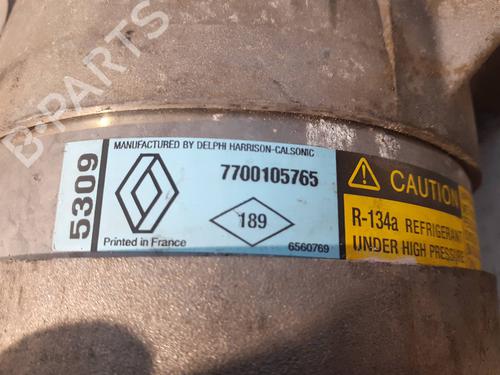 B-PARTS
5309
MANUFACTURED BY DELPHI HARRISON-CALSONIC
7700105765
189
Printed in France
6560769
CAUTION
R-134a REFRIGERANT
UNDER HIGH PRESSURE